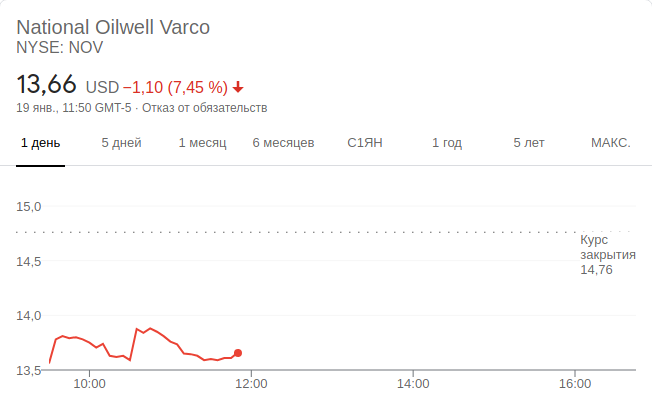 National Oilwell Varco
NYSE: NOV
13,66 USD −1,10 (7,45 %) ↓
19 янв., 11:50 GMT-5 · Отказ от обязательств
1 день 5 дней 1 месяц 6 месяцев С1ЯН 1 год 5 лет МАКС.
15,0
Курс
закрытия
14,76
14,5
14,0
13,5
10:00 12:00 14:00 16:00